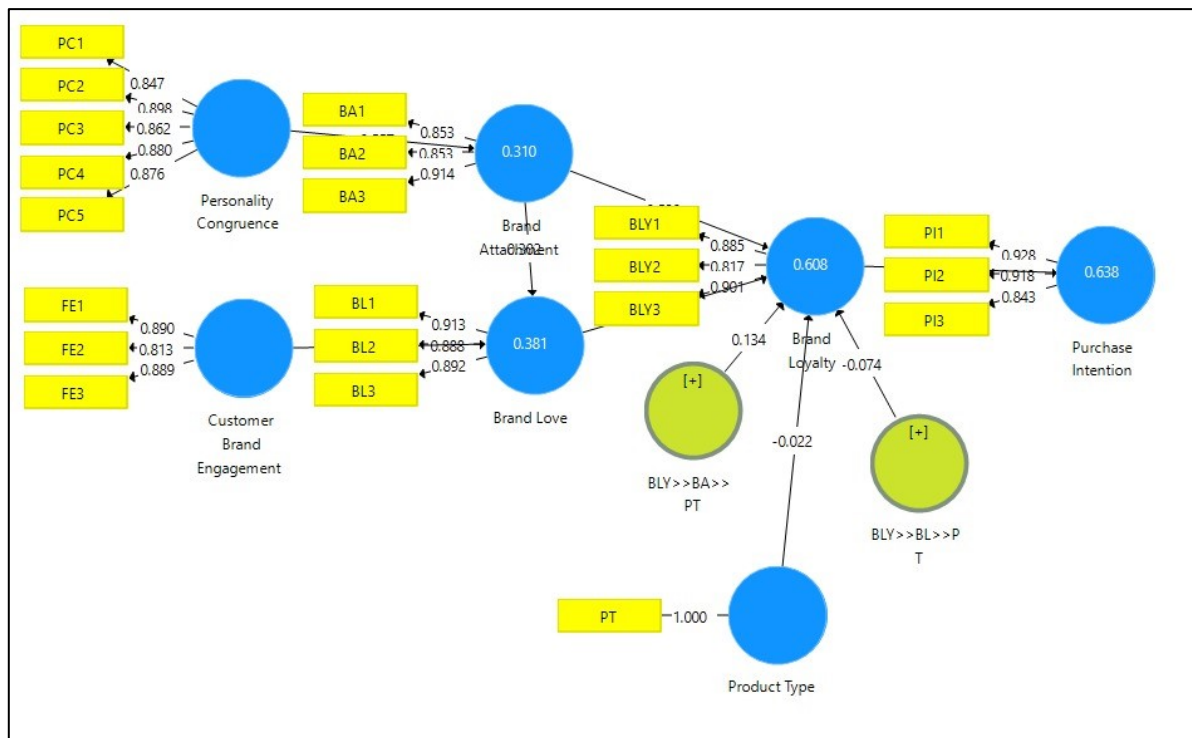 PC1
PC2
PC3
PC4
PC5
0.847
0.898
0.862
0.880
0.876
Personality
Congruence
BA1
BA2
BA3
0.853
0.853
0.914
0.310
Brand
Attachment
0.302
FE1
FE2
FE3
0.890
0.813
0.889
Customer
Brand
Engagement
BL1
BL2
BL3
0.913
0.888
0.892
0.381
Brand Love
BLY1
BLY2
BLY3
0.885
0.817
0.901
0.608
Brand
Loyalty
PI1
PI2
PI3
0.928
0.918
0.843
0.638
Purchase
Intention
0.134
[+]
BLY>>BA>>
PT
-0.022
-0.074
[+]
BLY>>BL>>P
T
PT
1.000
Product Type